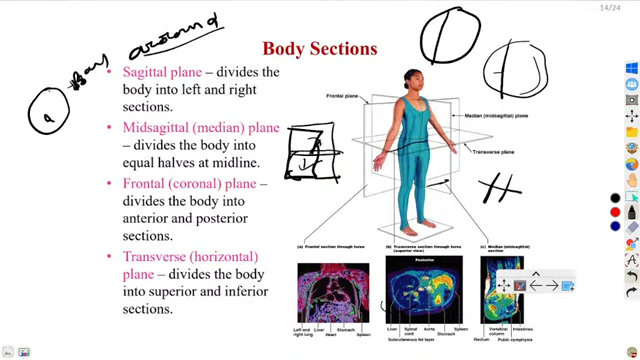 14/24
around
Body Sections
Sagittal plane – divides the
body into left and right
sections.
Midsagittal (median) plane
– divides the body into
equal halves at midline.
Frontal (coronal) plane –
divides the body into
anterior and posterior
sections.
Transverse (horizontal)
plane – divides the body
into superior and inferior
sections.
Frontal plane
Median (midsagittal)
plane
Transverse plane
(a) Frontal section through torso
(b) Transverse section through torso
(superior view)
(c) Median (midsagittal)
section
Posterior
Left and
right lung
Liver
Heart
Stomach
Spleen
Liver
Spinal
cord
Aorta
Stomach
Spleen
Subcutaneous fat layer
Vertebral
column
Intestines
Rectum